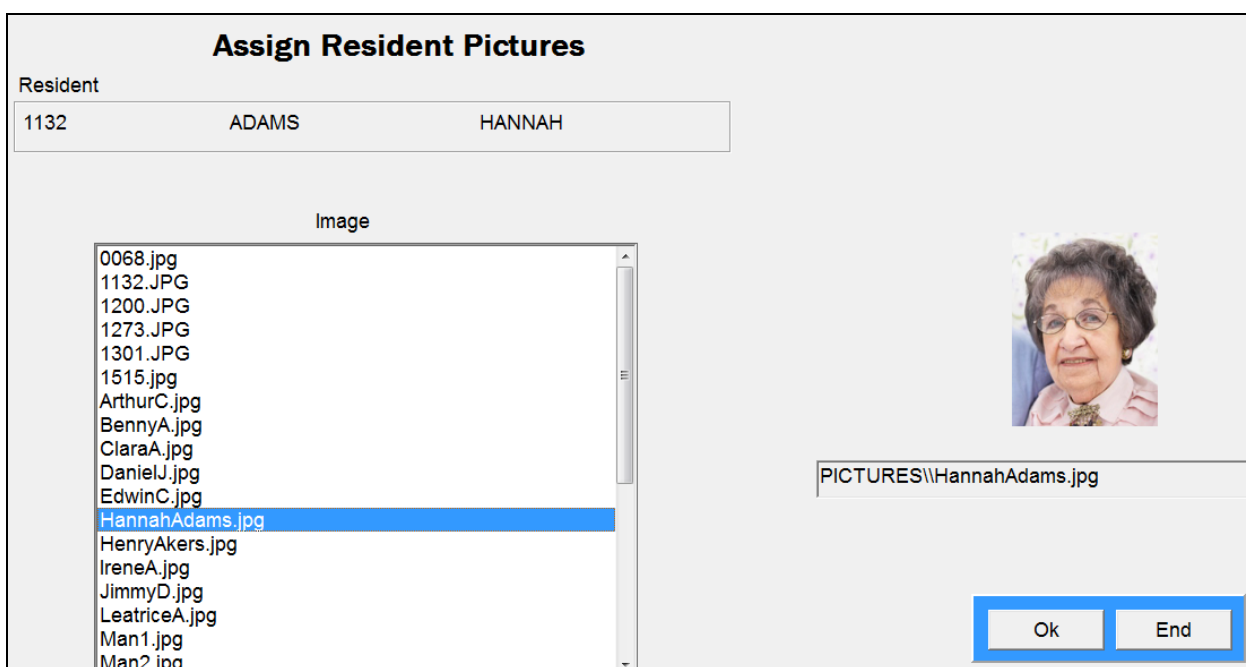 Assign Resident Pictures
Resident
1132 ADAMS HANNAH
Image
0068.jpg
1132.JPG
1200.JPG
1273.JPG
1301.JPG
1515.jpg
ArthurC.jpg
BennyA.jpg
ClaraA.jpg
DanielJ.jpg
EdwinC.jpg
HannahAdams.jpg
HenryAkers.jpg
IreneA.jpg
JimmyD.jpg
LeatriceA.jpg
Man1.jpg
Man2.jpg
PICTURES\\HannahAdams.jpg
Ok End